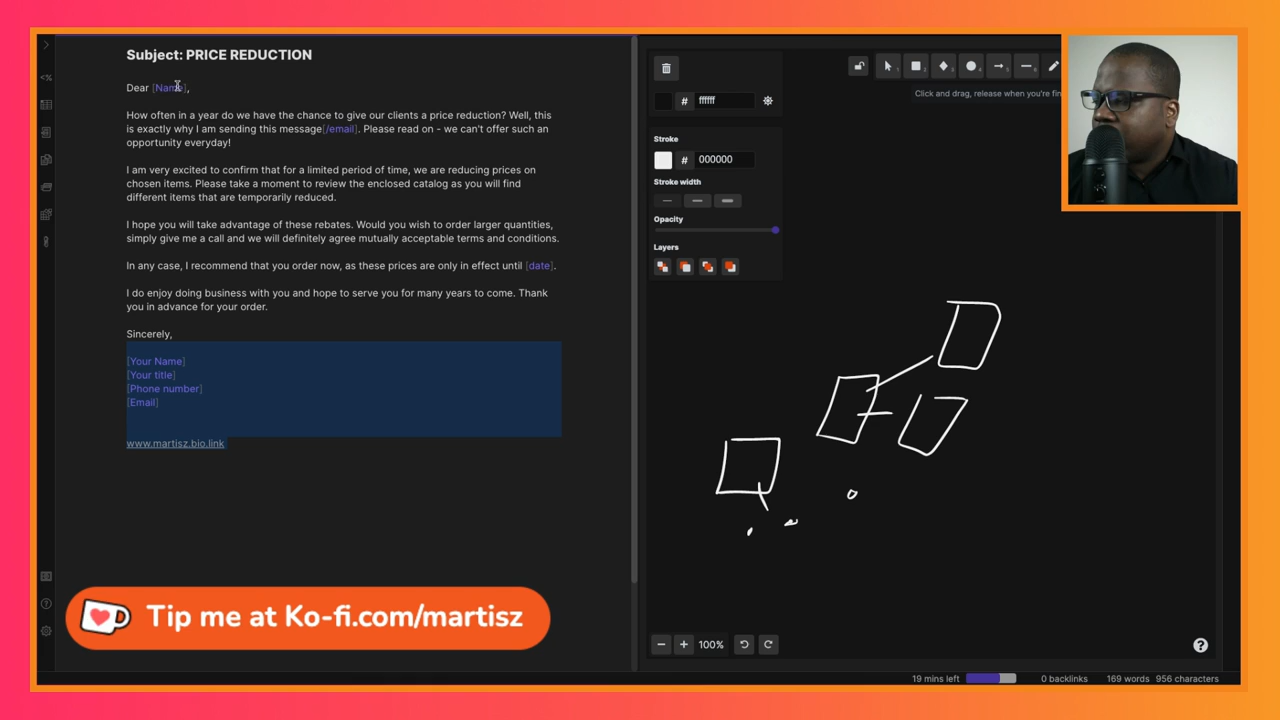 Subject: PRICE REDUCTION
Dear [Name],
How often in a year do we have the chance to give our clients a price reduction? Well, this
is exactly why I am sending this message[/email]. Please read on - we can't offer such an
opportunity everyday!
I am very excited to confirm that for a limited period of time, we are reducing prices on
chosen items. Please take a moment to review the enclosed catalog as you will find
different items that are temporarily reduced.
I hope you will take advantage of these rebates. Would you wish to order larger quantities,
simply give me a call and we will definitely agree mutually acceptable terms and conditions.
In any case, I recommend that you order now, as these prices are only in effect until [date].
I do enjoy doing business with you and hope to serve you for many years to come. Thank
you in advance for your order.
Sincerely,
[Your Name]
[Your title]
[Phone number]
[Email]
www.martisz.bio.link
Tip me at Ko-fi.com/martisz
Click and drag, release when you're fin
# ffffff
Stroke
# 000000
Stroke width
Opacity
Layers
100%
19 mins left
0 backlinks
169 words
956 characters